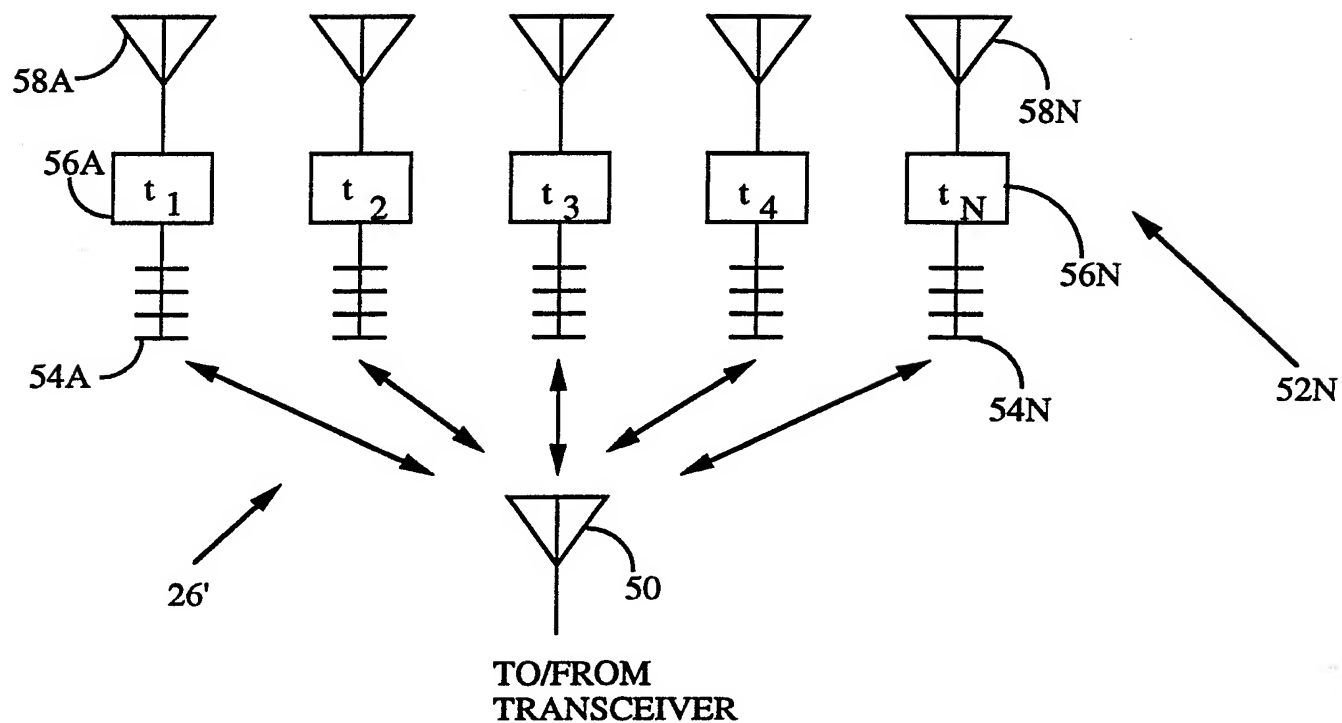 58A
58N
56A
t 1
t 2
t 3
t 4
t N
56N
54A
54N
52N
26'
50
TO/FROM
TRANSCEIVER